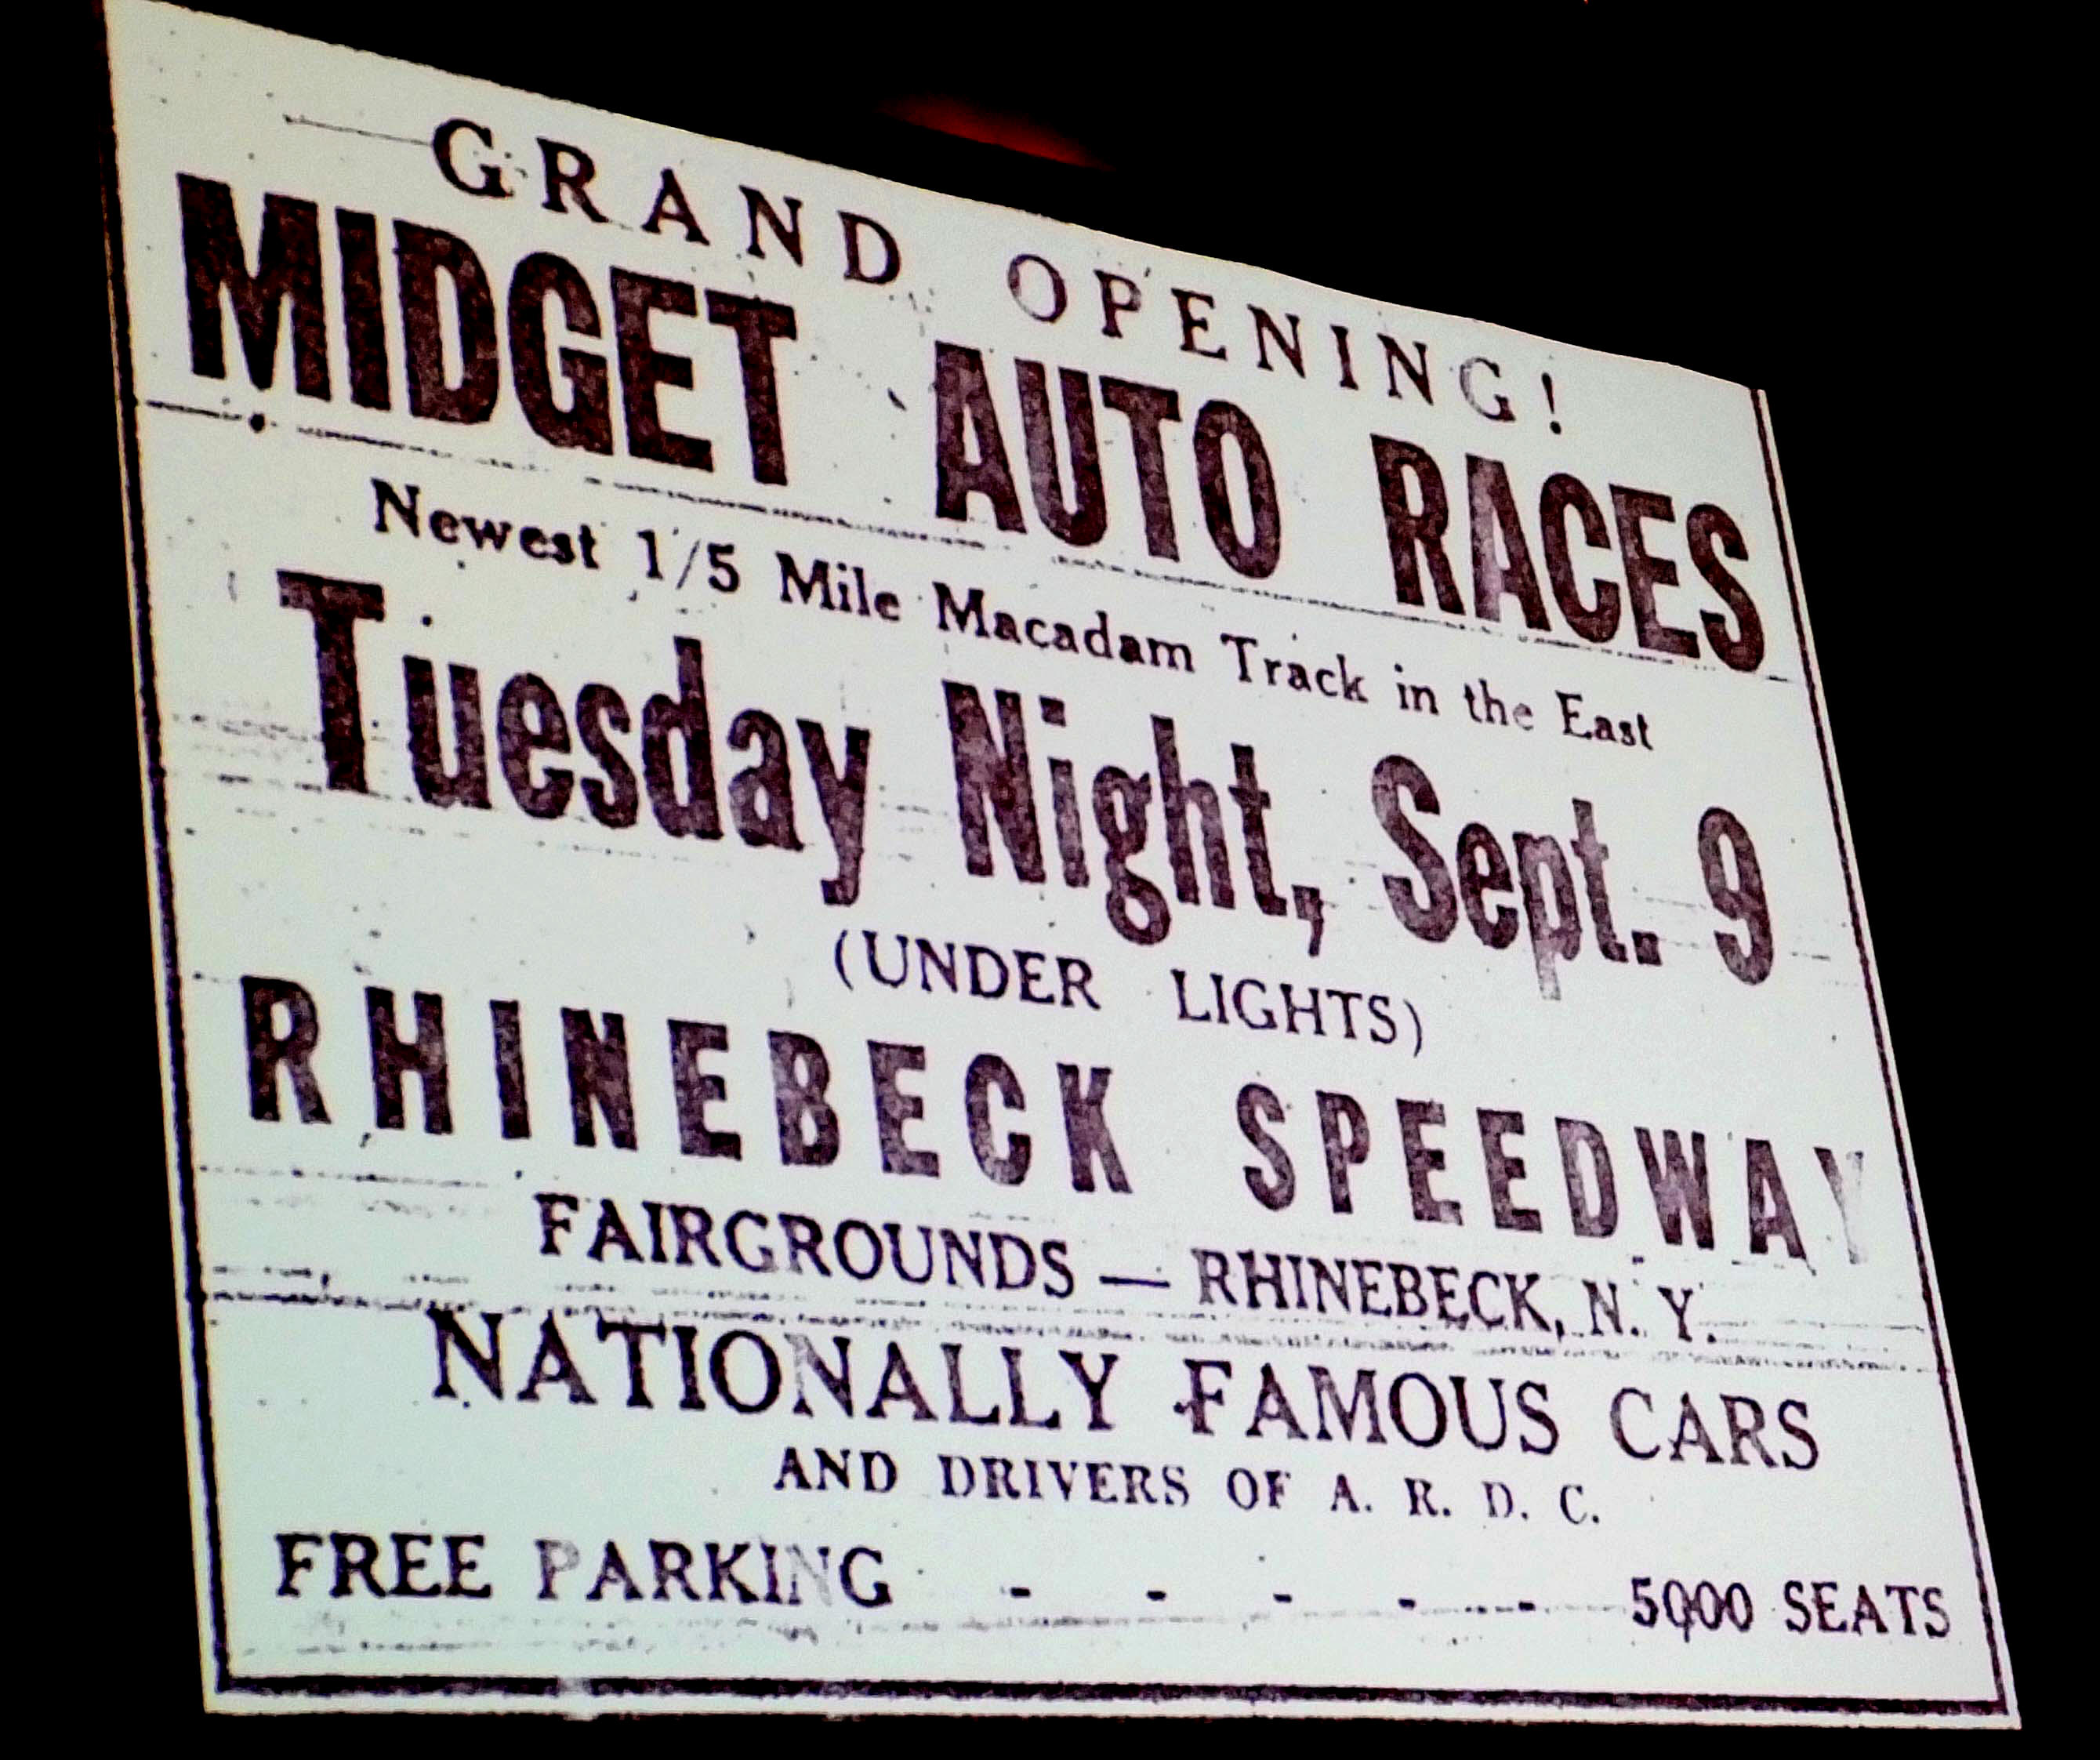 GRAND OPENING!
MIDGET AUTO RACES
Newest 1/5 Mile Macadam Track in the East
Tuesday Night, Sept. 9
(UNDER LIGHTS)
RHINEBECK SPEEDWAY
FAIRGROUNDS — RHINEBECK, N. Y.
NATIONALLY FAMOUS CARS
AND DRIVERS OF A. R. D. C.
FREE PARKING - - - - - 5000 SEATS